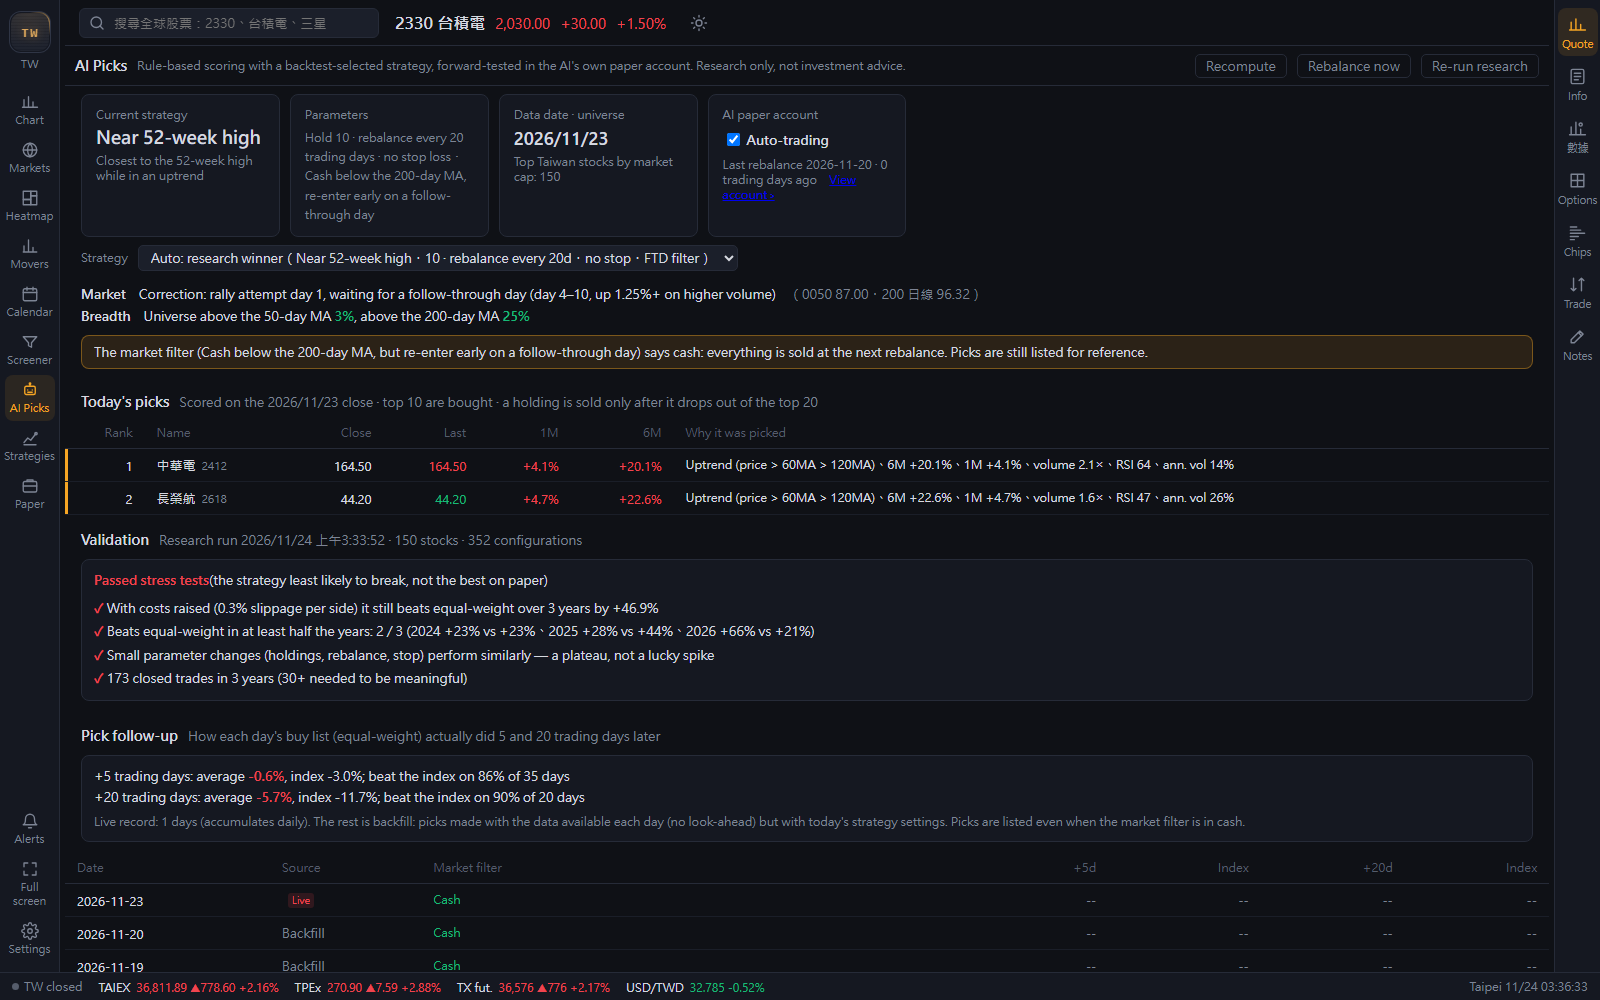 TW
搜尋全球股票：2330、台積電、三星
2330 台積電 2,030.00 +30.00 +1.50%
TW
Chart
Markets
Heatmap
Movers
Calendar
Screener
AI Picks
Strategies
Paper
Alerts
Full screen
Settings
AI Picks Rule-based scoring with a backtest-selected strategy, forward-tested in the AI's own paper account. Research only, not investment advice.
Recompute Rebalance now Re-run research
Current strategy
Near 52-week high
Closest to the 52-week high
while in an uptrend
Parameters
Hold 10 · rebalance every 20
trading days · no stop loss ·
Cash below the 200-day MA,
re-enter early on a follow-
through day
Data date · universe
2026/11/23
Top Taiwan stocks by market
cap: 150
AI paper account
Auto-trading
Last rebalance 2026-11-20 · 0
trading days ago View
account›
Strategy Auto: research winner ( Near 52-week high · 10 · rebalance every 20d · no stop · FTD filter )
Market Correction: rally attempt day 1, waiting for a follow-through day (day 4–10, up 1.25%+ on higher volume) ( 0050 87.00 · 200 日線 96.32 )
Breadth Universe above the 50-day MA 3%, above the 200-day MA 25%
The market filter (Cash below the 200-day MA, but re-enter early on a follow-through day) says cash: everything is sold at the next rebalance. Picks are still listed for reference.
Today's picks Scored on the 2026/11/23 close · top 10 are bought · a holding is sold only after it drops out of the top 20
Rank Name Close Last 1M 6M Why it was picked
1 中華電 2412 164.50 164.50 +4.1% +20.1% Uptrend (price > 60MA > 120MA)、6M +20.1%、1M +4.1%、volume 2.1×、RSI 64、ann. vol 14%
2 長榮航 2618 44.20 44.20 +4.7% +22.6% Uptrend (price > 60MA > 120MA)、6M +22.6%、1M +4.7%、volume 1.6×、RSI 47、ann. vol 26%
Validation Research run 2026/11/24 上午3:33:52 · 150 stocks · 352 configurations
Passed stress tests(the strategy least likely to break, not the best on paper)
✓ With costs raised (0.3% slippage per side) it still beats equal-weight over 3 years by +46.9%
✓ Beats equal-weight in at least half the years: 2 / 3 (2024 +23% vs +23%、2025 +28% vs +44%、2026 +66% vs +21%)
✓ Small parameter changes (holdings, rebalance, stop) perform similarly — a plateau, not a lucky spike
✓ 173 closed trades in 3 years (30+ needed to be meaningful)
Pick follow-up How each day's buy list (equal-weight) actually did 5 and 20 trading days later
+5 trading days: average -0.6%, index -3.0%; beat the index on 86% of 35 days
+20 trading days: average -5.7%, index -11.7%; beat the index on 90% of 20 days
Live record: 1 days (accumulates daily). The rest is backfill: picks made with the data available each day (no look-ahead) but with today's strategy settings. Picks are listed even when the market filter is in cash.
Date Source Market filter +5d Index +20d Index
2026-11-23 Live Cash -- -- -- --
2026-11-20 Backfill Cash -- -- -- --
2026-11-19 Backfill Cash -- -- -- --
Quote
Info
數據
Options
Chips
Trade
Notes
TW closed TAIEX 36,811.89 ▲778.60 +2.16% TPEx 270.90 ▲7.59 +2.88% TX fut. 36,576 ▲776 +2.17% USD/TWD 32.785 -0.52% Taipei 11/24 03:36:33